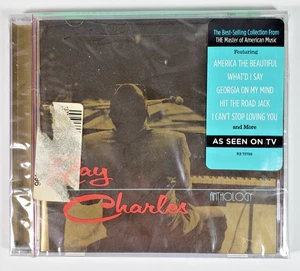 The Best-Selling Collection From
THE Master of American Music
Featuring
AMERICA THE BEAUTIFUL
WHAT'D I SAY
GEORGIA ON MY MIND
HIT THE ROAD JACK
I CAN'T STOP LOVING YOU
and More
AS SEEN ON TV
Ray
Charles
ANTHOLOGY